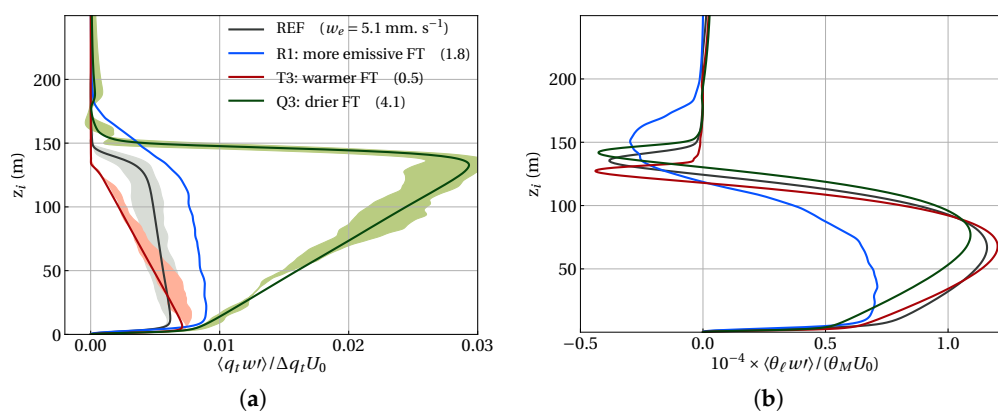 REF (w_e = 5.1 mm. s⁻¹)
R1: more emissive FT (1.8)
T3: warmer FT (0.5)
Q3: drier FT (4.1)
200
150
100
50
0
z_i (m)
0.00 0.01 0.02 0.03
⟨q_t w′⟩/Δq_t U_0
(a)
200
150
100
50
z_i (m)
−0.5 0.0 0.5 1.0
10⁻⁴ × ⟨θ_ℓ w′⟩/(θ_M U_0)
(b)